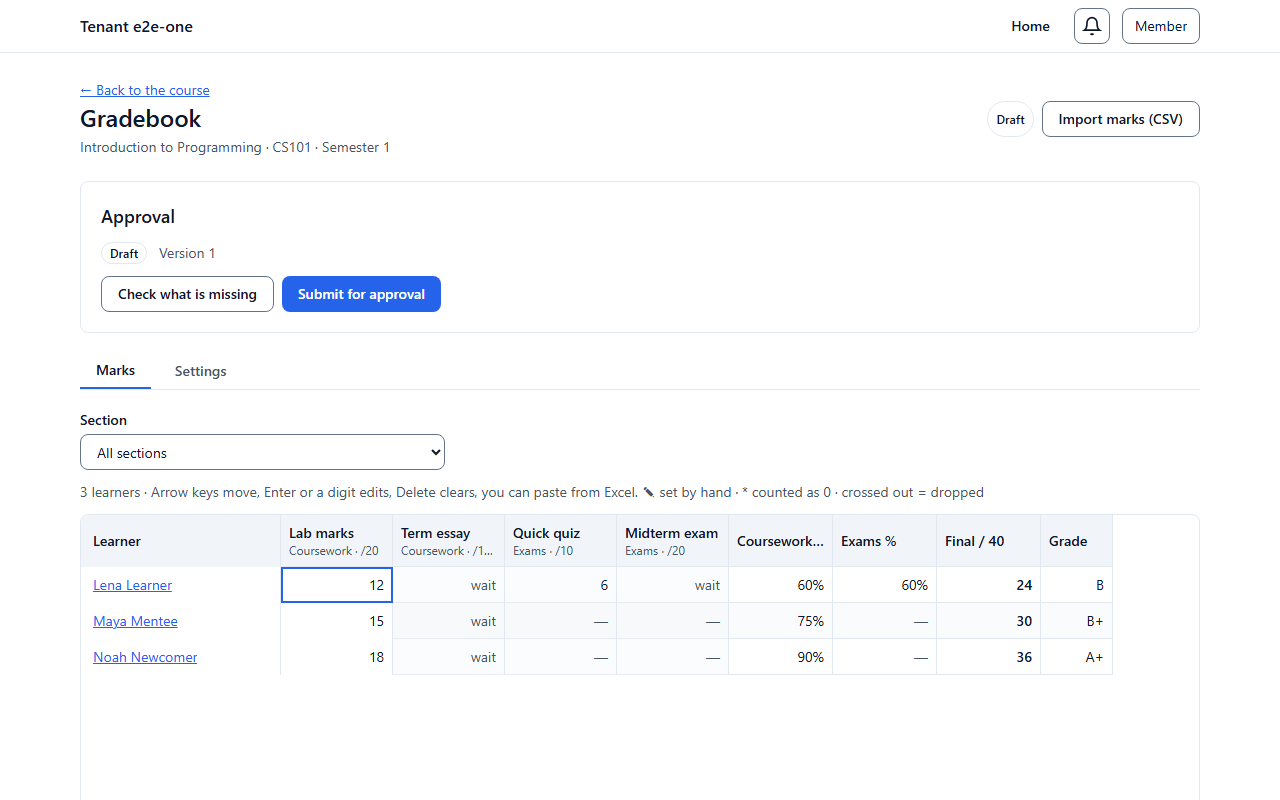 Tenant e2e-one
Home
Member
← Back to the course
Gradebook
Draft
Import marks (CSV)
Introduction to Programming · CS101 · Semester 1
Approval
Draft Version 1
Check what is missing
Submit for approval
Marks Settings
Section
All sections
3 learners · Arrow keys move, Enter or a digit edits, Delete clears, you can paste from Excel. ✎ set by hand · * counted as 0 · crossed out = dropped
Learner Lab marks Term essay Quick quiz Midterm exam Coursework... Exams % Final / 40 Grade
Coursework · /20 Coursework · /1... Exams · /10 Exams · /20
Lena Learner 12 wait 6 wait 60% 60% 24 B
Maya Mentee 15 wait — — 75% — 30 B+
Noah Newcomer 18 wait — — 90% — 36 A+